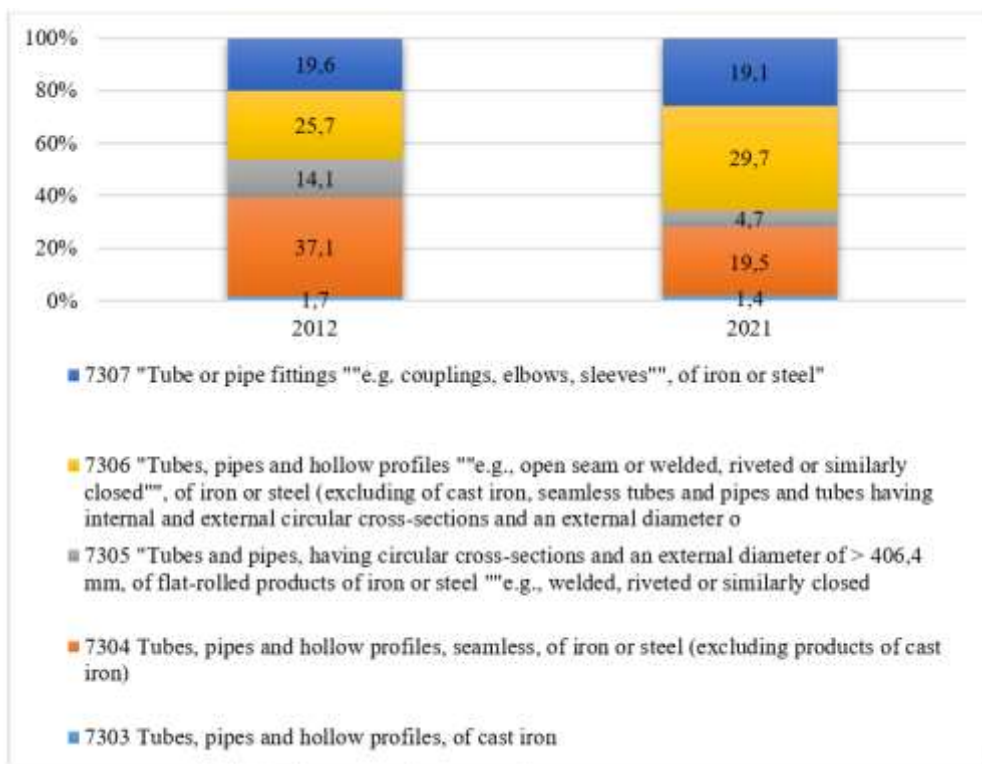 100%
80%
60%
40%
20%
0%
19,6
25,7
14,1
37,1
1,7
19,1
29,7
4,7
19,5
1,4
2012
2021
7307 "Tube or pipe fittings ""e.g. couplings, elbows, sleeves"", of iron or steel"
7306 "Tubes, pipes and hollow profiles ""e.g., open seam or welded, riveted or similarly
closed"", of iron or steel (excluding of cast iron, seamless tubes and pipes and tubes having
internal and external circular cross-sections and an external diameter o
7305 "Tubes and pipes, having circular cross-sections and an external diameter of > 406,4
mm, of flat-rolled products of iron or steel ""e.g., welded, riveted or similarly closed
7304 Tubes, pipes and hollow profiles, seamless, of iron or steel (excluding products of cast
iron)
7303 Tubes, pipes and hollow profiles, of cast iron